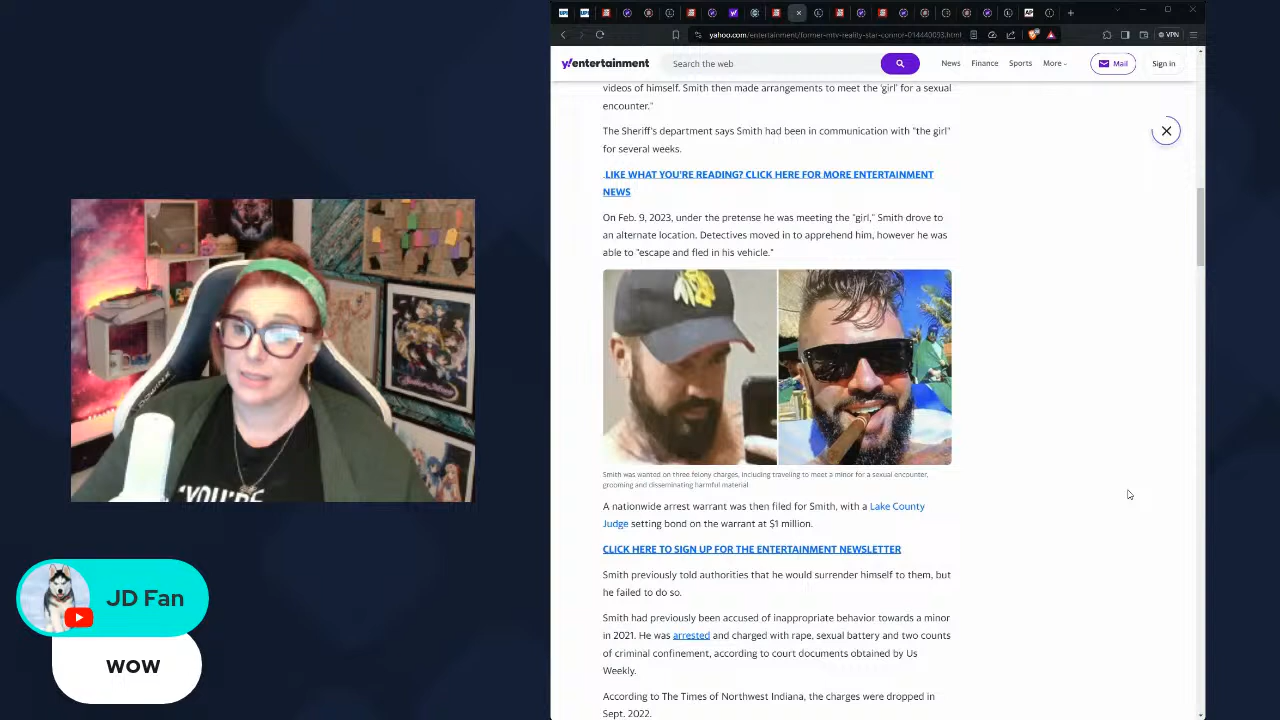 yahoo.com/entertainment/former-mtv-reality-star-connor-014440093.html
VPN
y!entertainment
Search the web
News
Finance
Sports
More
Mail
Sign in
videos of himself. Smith then made arrangements to meet the 'girl' for a sexual
encounter."
The Sheriff's department says Smith had been in communication with "the girl"
for several weeks.
.LIKE WHAT YOU'RE READING? CLICK HERE FOR MORE ENTERTAINMENT
NEWS
On Feb. 9, 2023, under the pretense he was meeting the "girl," Smith drove to
an alternate location. Detectives moved in to apprehend him, however he was
able to "escape and fled in his vehicle."
Smith was wanted on three felony charges, including traveling to meet a minor for a sexual encounter,
grooming and disseminating harmful material
A nationwide arrest warrant was then filed for Smith, with a Lake County
Judge setting bond on the warrant at $1 million.
CLICK HERE TO SIGN UP FOR THE ENTERTAINMENT NEWSLETTER
Smith previously told authorities that he would surrender himself to them, but
he failed to do so.
Smith had previously been accused of inappropriate behavior towards a minor
in 2021. He was arrested and charged with rape, sexual battery and two counts
of criminal confinement, according to court documents obtained by Us
Weekly.
According to The Times of Northwest Indiana, the charges were dropped in
Sept. 2022.
"YOU'RE
JD Fan
wow